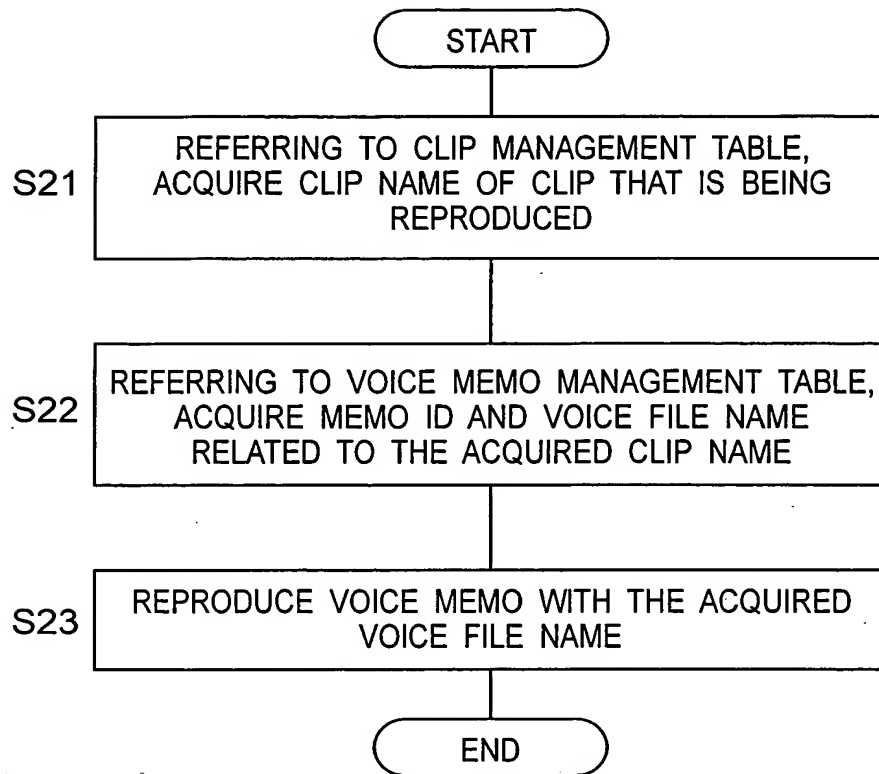 START
S21
REFERRING TO CLIP MANAGEMENT TABLE,
ACQUIRE CLIP NAME OF CLIP THAT IS BEING
REPRODUCED
S22
REFERRING TO VOICE MEMO MANAGEMENT TABLE,
ACQUIRE MEMO ID AND VOICE FILE NAME
RELATED TO THE ACQUIRED CLIP NAME
S23
REPRODUCE VOICE MEMO WITH THE ACQUIRED
VOICE FILE NAME
END